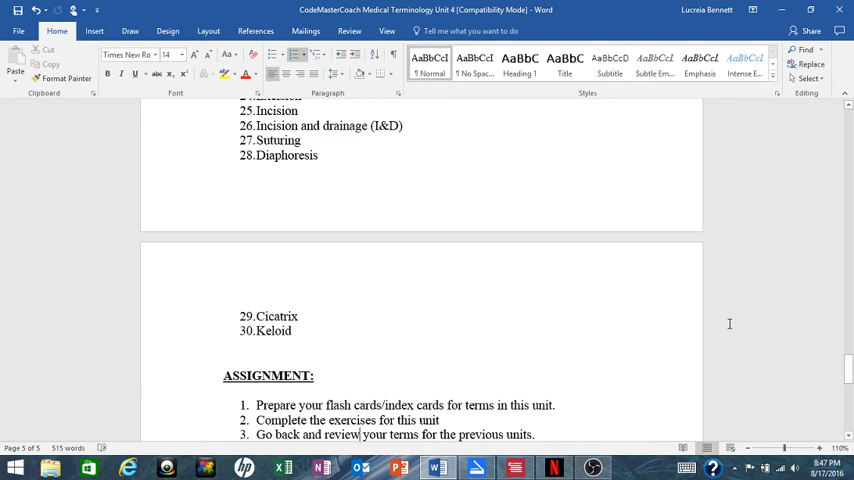 CodeMasterCoach Medical Terminology Unit 4 [Compatibility Mode] - Word
Lucreia Bennett
File Home Insert Draw Design Layout References Mailings Review View Tell me what you want to do Share
Paste
Cut
Copy
Format Painter
Clipboard
Times New Ro 14
Font
Paragraph
AaBbCcI AaBbCcI AaBbCc AaBbC AaBbCcD AaBbCcI AaBbCcI AaBbCcI
¶ Normal ¶ No Spac... Heading 1 Title Subtitle Subtle Em... Emphasis Intense E...
Styles
Find
Replace
Select
Editing
24.Excision
25.Incision
26.Incision and drainage (I&D)
27.Suturing
28.Diaphoresis
29.Cicatrix
30.Keloid
ASSIGNMENT:
1. Prepare your flash cards/index cards for terms in this unit.
2. Complete the exercises for this unit
3. Go back and review your terms for the previous units.
Page 5 of 5 515 words
110%
8:47 PM
8/17/2016